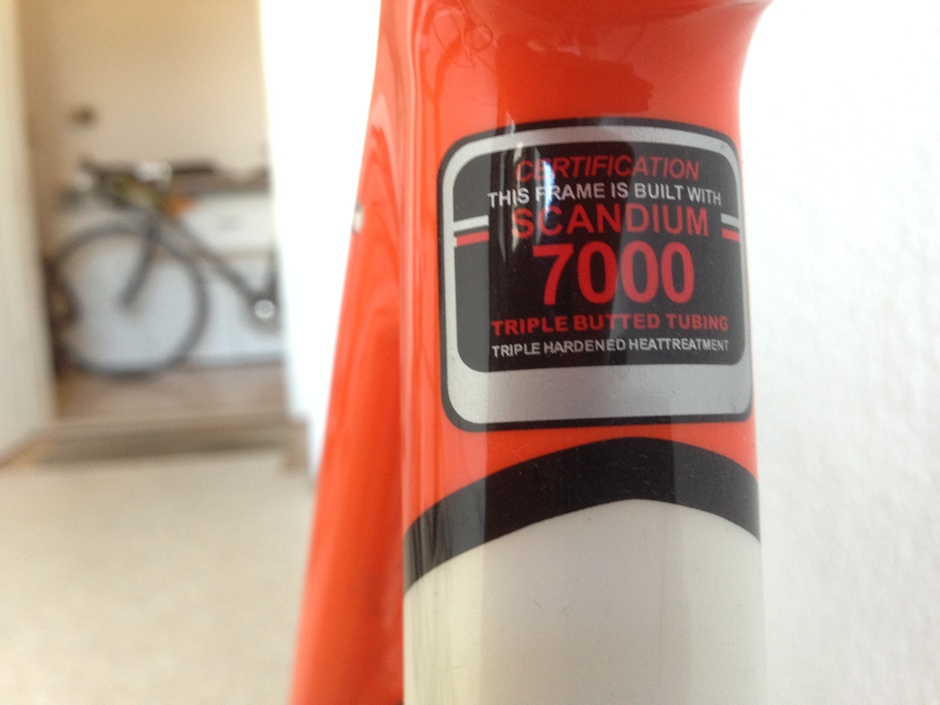 CERTIFICATION
THIS FRAME IS BUILT WITH
SCANDIUM
7000
TRIPLE BUTTED TUBING
TRIPLE HARDENED HEATTREATMENT